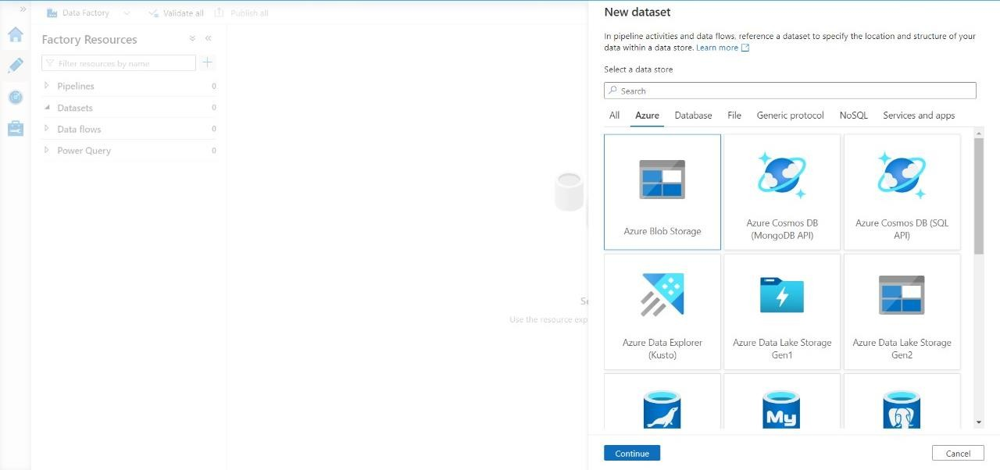 Data Factory
Validate all
Publish all
Factory Resources
Filter resources by name
Pipelines 0
Datasets 0
Data flows 0
Power Query 0
Se
Use the resource exp
New dataset
In pipeline activities and data flows, reference a dataset to specify the location and structure of your
data within a data store. Learn more
Select a data store
Search
All Azure Database File Generic protocol NoSQL Services and apps
Azure Blob Storage
Azure Cosmos DB
(MongoDB API)
Azure Cosmos DB (SQL
API)
Azure Data Explorer
(Kusto)
Azure Data Lake Storage
Gen1
Azure Data Lake Storage
Gen2
My
Continue
Cancel